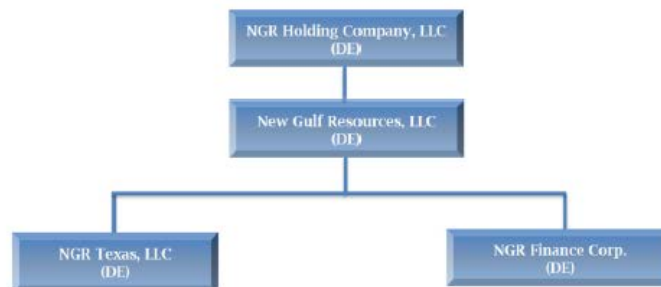 NGR Holding Company, LLC
(DE)
New Gulf Resources, LLC
(DE)
NGR Texas, LLC
(DE)
NGR Finance Corp.
(DE)